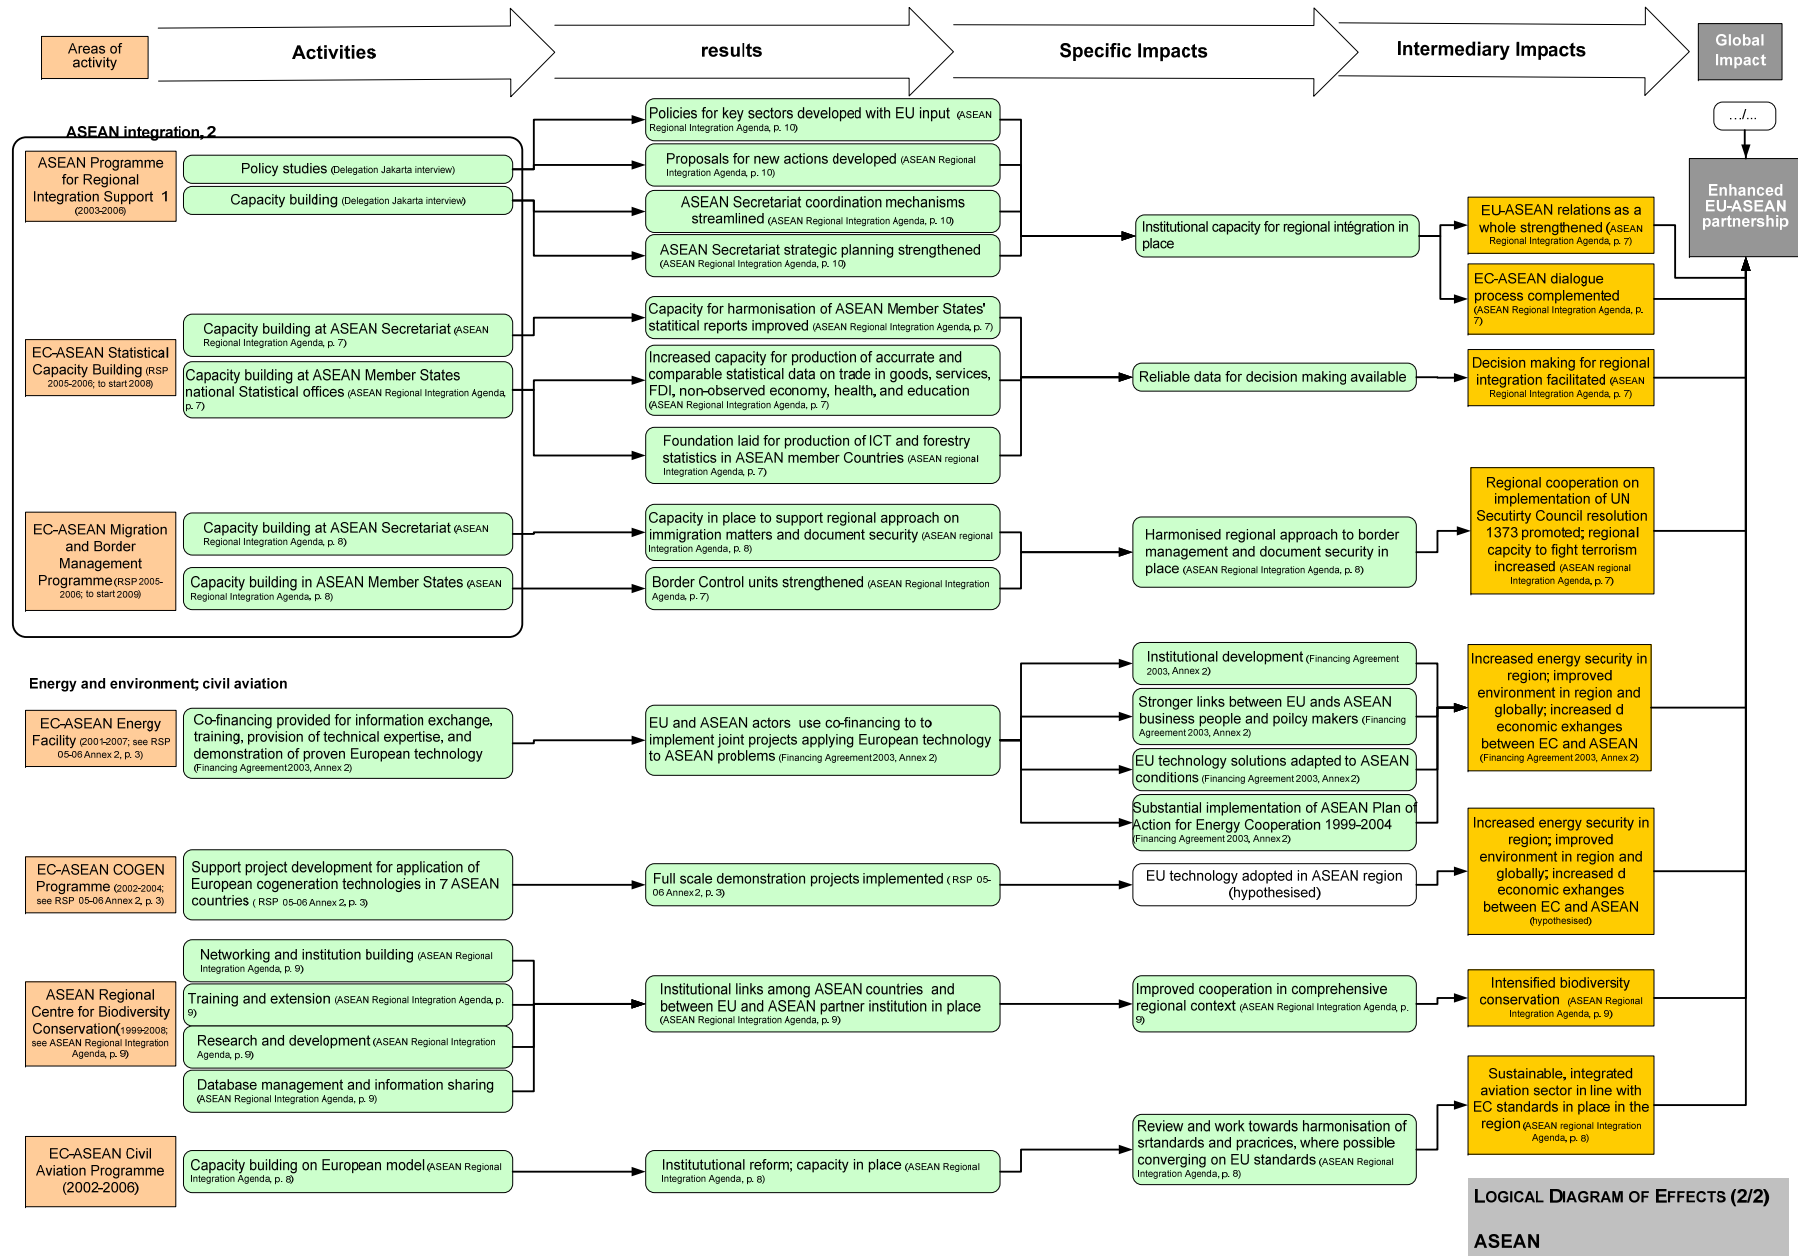 Areas of
activity
Activities
results
Specific Impacts
Intermediary Impacts
Global
Impact
…/...
Enhanced
EU-ASEAN
partnership
ASEAN integration, 2
ASEAN Programme
for Regional
Integration Support 1
(2003-2006)
Policy studies (Delegation Jakarta interview)
Capacity building (Delegation Jakarta interview)
Policies for key sectors developed with EU input (ASEAN
Regional Integration Agenda, p. 10)
Proposals for new actions developed (ASEAN Regional
Integration Agenda, p. 10)
ASEAN Secretariat coordination mechanisms
streamlined (ASEAN Regional Integration Agenda, p. 10)
ASEAN Secretariat strategic planning strengthened
(ASEAN Regional Integration Agenda, p. 10)
Institutional capacity for regional intégration in
place
EU-ASEAN relations as a
whole strengthened (ASEAN
Regional Integration Agenda, p. 7)
EC-ASEAN dialogue
process complemented
(ASEAN Regional Integration Agenda, p.
7)
EC-ASEAN Statistical
Capacity Building (RSP
2005-2006; to start 2008)
Capacity building at ASEAN Secretariat (ASEAN
Regional Integration Agenda, p. 7)
Capacity building at ASEAN Member States
national Statistical offices (ASEAN Regional Integration Agenda,
p. 7)
Capacity for harmonisation of ASEAN Member States'
statitical reports improved (ASEAN Regional Integration Agenda, p. 7)
Increased capacity for production of accurrate and
comparable statistical data on trade in goods, services,
FDI, non-observed economy, health, and education
(ASEAN Regional Integration Agenda, p. 7)
Foundation laid for production of ICT and forestry
statistics in ASEAN member Countries (ASEAN regional
Integration Agenda, p. 7)
Reliable data for decision making available
Decision making for regional
integration facilitated (ASEAN
Regional Integration Agenda, p. 7)
EC-ASEAN Migration
and Border
Management
Programme (RSP 2005-
2006; to start 2009)
Capacity building at ASEAN Secretariat (ASEAN
Regional Integration Agenda, p. 8)
Capacity building in ASEAN Member States (ASEAN
Regional Integration Agenda, p. 8)
Capacity in place to support regional approach on
immigration matters and document security (ASEAN regional
Integration Agenda, p. 8)
Border Control units strengthened (ASEAN Regional Integration
Agenda, p. 7)
Harmonised regional approach to border
management and document security in
place (ASEAN Regional Integration Agenda, p. 8)
Regional cooperation on
implementation of UN
Secutirty Council resolution
1373 promoted; regional
capcity to fight terrorism
increased (ASEAN regional
Integration Agenda, p. 7)
Energy and environment; civil aviation
EC-ASEAN Energy
Facility (2001-2007; see RSP
05-06 Annex 2, p. 3)
Co-financing provided for information exchange,
training, provision of technical expertise, and
demonstration of proven European technology
(Financing Agreement 2003, Annex 2)
EU and ASEAN actors use co-financing to to
implement joint projects applying European technology
to ASEAN problems (Financing Agreement 2003, Annex 2)
Institutional development (Financing Agreement
2003, Annex 2)
Stronger links between EU ands ASEAN
business people and poilcy makers (Financing
Agreement 2003, Annex 2)
EU technology solutions adapted to ASEAN
conditions (Financing Agreement 2003, Annex 2)
Substantial implementation of ASEAN Plan of
Action for Energy Cooperation 1999-2004
(Financing Agreement 2003, Annex 2)
Increased energy security in
region; improved
environment in region and
globally; increased d
economic exhanges
between EC and ASEAN
(Financing Agreement 2003, Annex 2)
EC-ASEAN COGEN
Programme (2002-2004;
see RSP 05-06 Annex 2, p. 3)
Support project development for application of
European cogeneration technologies in 7 ASEAN
countries ( RSP 05-06 Annex 2, p. 3)
Full scale demonstration projects implemented ( RSP 05-
06 Annex 2, p. 3)
EU technology adopted in ASEAN region
(hypothesised)
Increased energy security in
region; improved
environment in region and
globally; increased d
economic exhanges
between EC and ASEAN
(hypothesised)
ASEAN Regional
Centre for Biodiversity
Conservation(1999-2008;
see ASEAN Regional Integration
Agenda, p. 9)
Networking and institution building (ASEAN Regional
Integration Agenda, p. 9)
Training and extension (ASEAN Regional Integration Agenda, p.
9)
Research and development (ASEAN Regional Integration
Agenda, p. 9)
Database management and information sharing
(ASEAN Regional Integration Agenda, p. 9)
Institutional links among ASEAN countries and
between EU and ASEAN partner institution in place
(ASEAN Regional Integration Agenda, p. 9)
Improved cooperation in comprehensive
regional context (ASEAN Regional Integration Agenda, p.
9)
Intensified biodiversity
conservation (ASEAN Regional
Integration Agenda, p. 9)
EC-ASEAN Civil
Aviation Programme
(2002-2006)
Capacity building on European model (ASEAN Regional
Integration Agenda, p. 8)
Institutuional reform; capacity in place (ASEAN Regional
Integration Agenda, p. 8)
Review and work towards harmonisation of
srtandards and pracrices, where possible
converging on EU standards (ASEAN Regional
Integration Agenda, p. 8)
Sustainable, integrated
aviation sector in line with
EC standards in place in the
region (ASEAN regional Integration
Agenda, p. 8)
LOGICAL DIAGRAM OF EFFECTS (2/2)
ASEAN